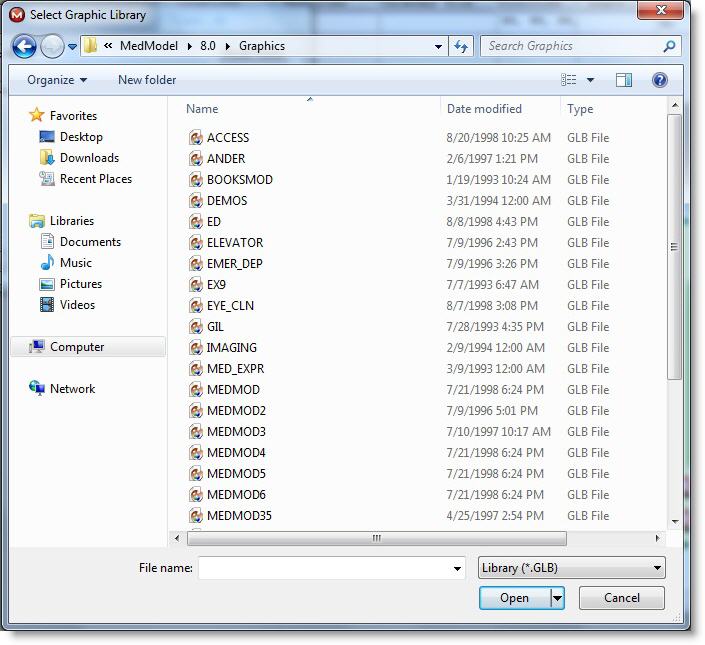 Select Graphic Library
« MedModel 8.0 Graphics Search Graphics
Organize New folder
Name Date modified Type
Favorites
Desktop
Downloads
Recent Places
Libraries
Documents
Music
Pictures
Videos
Computer
Network
ACCESS 8/20/1998 10:25 AM GLB File
ANDER 2/6/1997 1:21 PM GLB File
BOOKSMOD 1/19/1993 10:24 AM GLB File
DEMOS 3/31/1994 12:00 AM GLB File
ED 8/8/1998 4:43 PM GLB File
ELEVATOR 7/9/1996 2:43 PM GLB File
EMER_DEP 7/9/1996 3:26 PM GLB File
EX9 7/7/1993 6:47 AM GLB File
EYE_CLN 8/7/1998 3:08 PM GLB File
GIL 7/28/1993 4:35 PM GLB File
IMAGING 2/9/1994 12:00 AM GLB File
MED_EXPR 3/9/1993 12:00 AM GLB File
MEDMOD 7/21/1998 6:24 PM GLB File
MEDMOD2 7/9/1996 5:01 PM GLB File
MEDMOD3 7/10/1997 10:17 AM GLB File
MEDMOD4 7/21/1998 6:24 PM GLB File
MEDMOD5 7/21/1998 6:24 PM GLB File
MEDMOD6 7/21/1998 6:24 PM GLB File
MEDMOD35 4/25/1997 2:54 PM GLB File
File name: Library (*.GLB)
Open Cancel